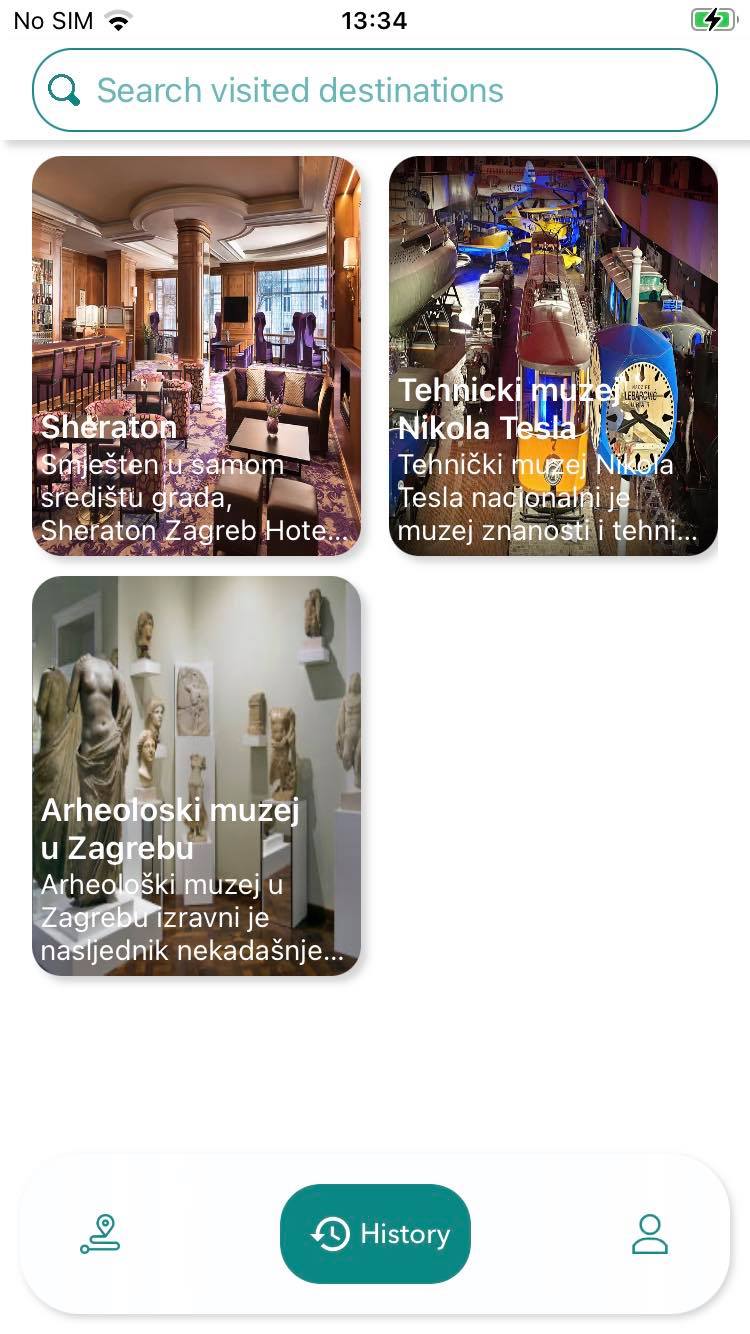 No SIM 13:34
Search visited destinations
Sheraton
Smješten u samom
središtu grada,
Sheraton Zagreb Hote...
Tehnicki muzej
Nikola Tesla
Tehnički muzej Nikola
Tesla nacionalni je
muzej znanosti i tehni...
Arheoloski muzej
u Zagrebu
Arheološki muzej u
Zagrebu izravni je
nasljednik nekadašnje...
History